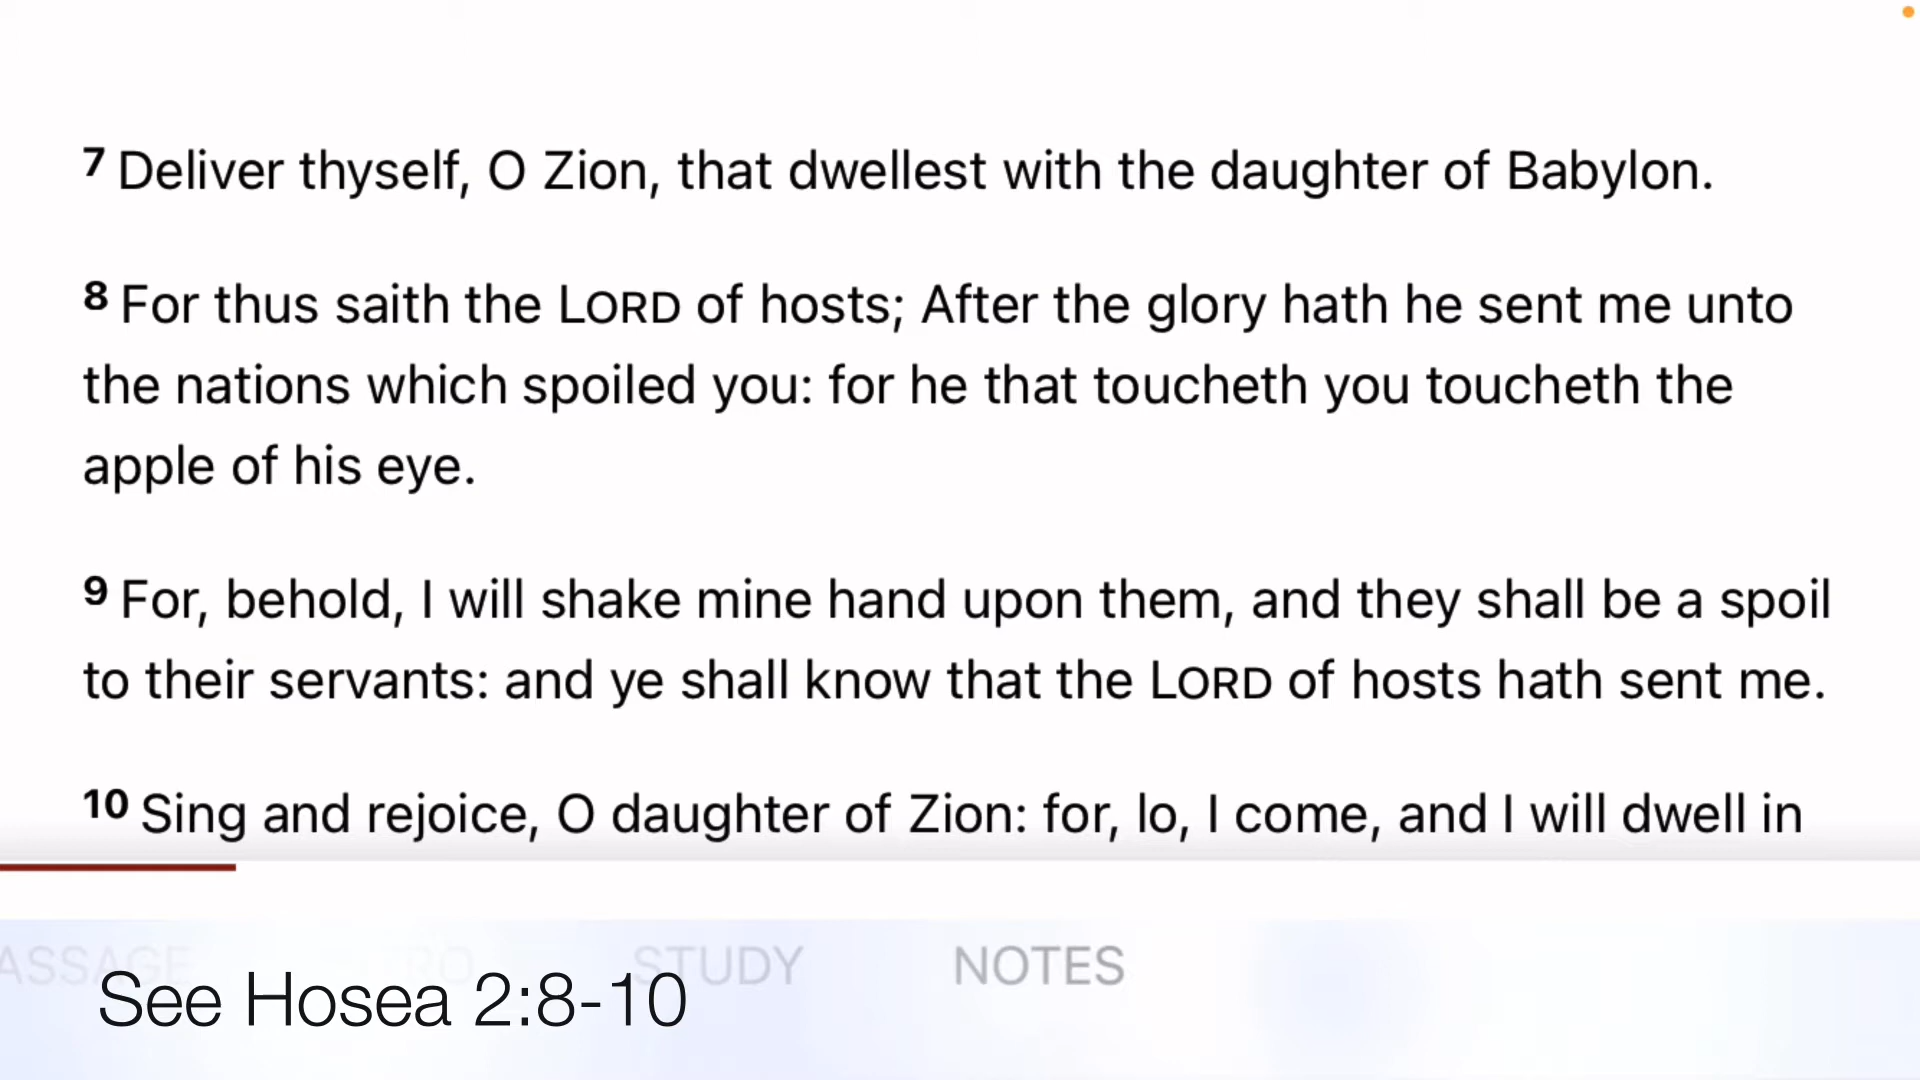 7 Deliver thyself, O Zion, that dwellest with the daughter of Babylon.
8 For thus saith the LORD of hosts; After the glory hath he sent me unto
the nations which spoiled you: for he that toucheth you toucheth the
apple of his eye.
9 For, behold, I will shake mine hand upon them, and they shall be a spoil
to their servants: and ye shall know that the LORD of hosts hath sent me.
10 Sing and rejoice, O daughter of Zion: for, lo, I come, and I will dwell in
ASSAGE STUDY NOTES
See Hosea 2:8-10